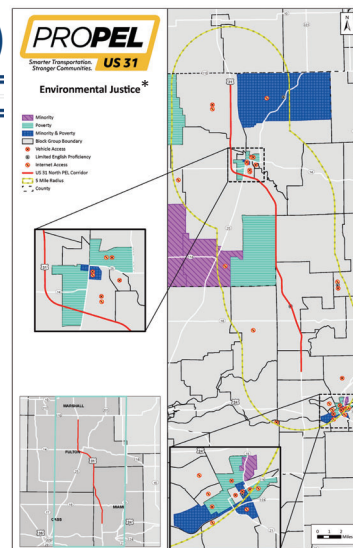 PROPEL
US 31
Smarter Transportation.
Stronger Communities.
Environmental Justice*
Minority
Poverty
Minority & Poverty
Block Group Boundary
Vehicle Access
Limited English Proficiency
Internet Access
US 31 North PEL Corridor
5 Mile Radius
County
MARSHALL
FULTON
MIAMI
CASS
0 1 2
Miles